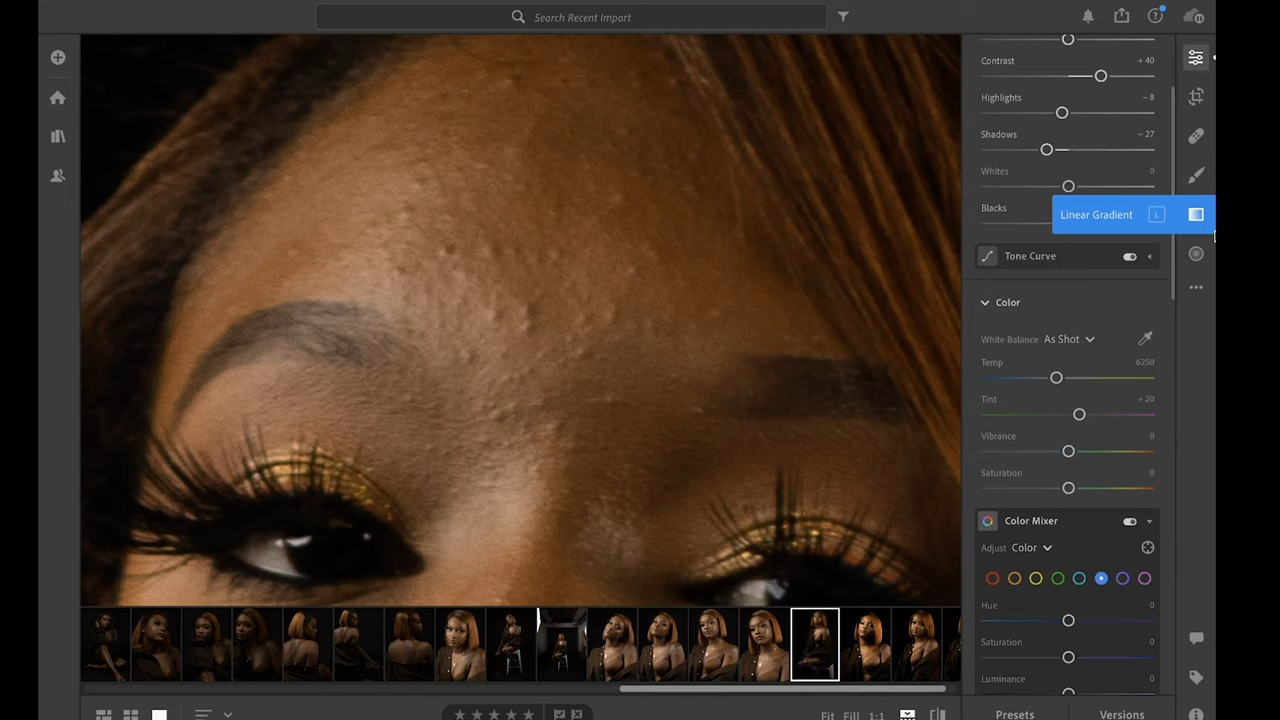 Search Recent Import
Contrast + 40
Highlights − 8
Shadows − 27
Whites 0
Blacks
Linear Gradient L
Tone Curve
Color
White Balance As Shot
Temp 6250
Tint + 20
Vibrance 0
Saturation 0
Color Mixer
Adjust Color
Hue 0
Saturation 0
Luminance 0
Fit Fill 1:1
Presets Versions